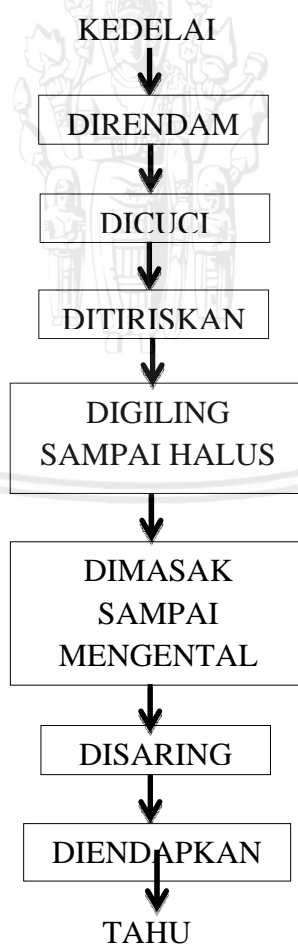 KEDELAI
DIRENDAM
DICUCI
DITIRISKAN
DIGILING
SAMPAI HALUS
DIMASAK
SAMPAI
MENGENTAL
DISARING
DIENDAPKAN
TAHU